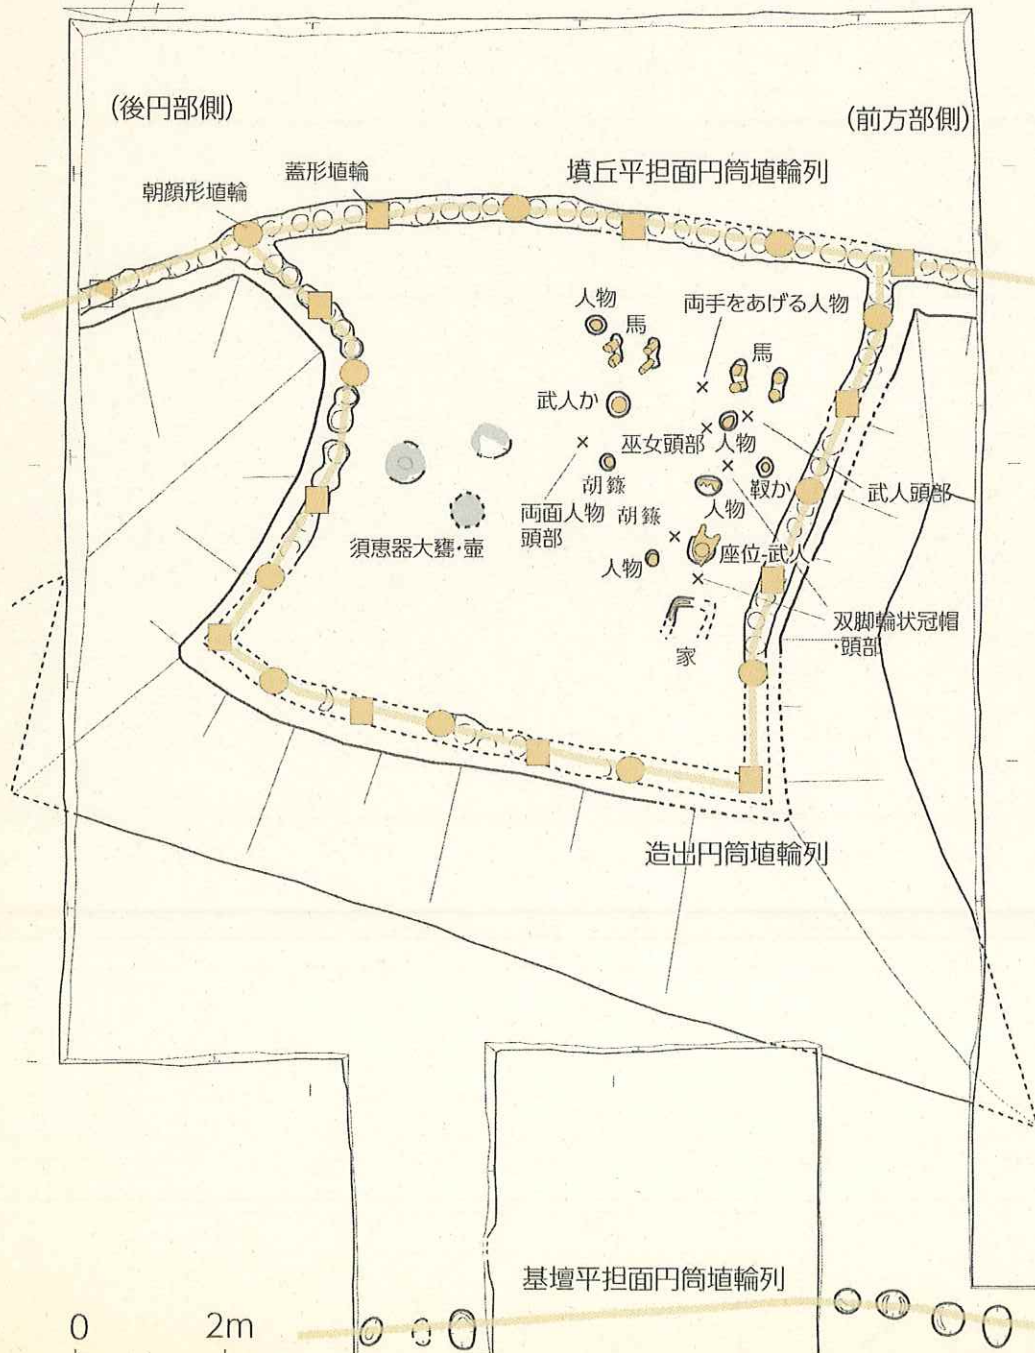 (後円部側)
(前方部側)
墳丘平担面円筒埴輪列
蓋形埴輪
朝顔形埴輪
人物
馬
両手をあげる人物
馬
武人か
巫女頭部
人物
胡籙
靫か
武人頭部
両面人物
頭部
胡籙
人物
須恵器大甕・壷
人物
座位-武人
双脚輪状冠帽
・頭部
家
造出円筒埴輪列
基壇平担面円筒埴輪列
0
2m